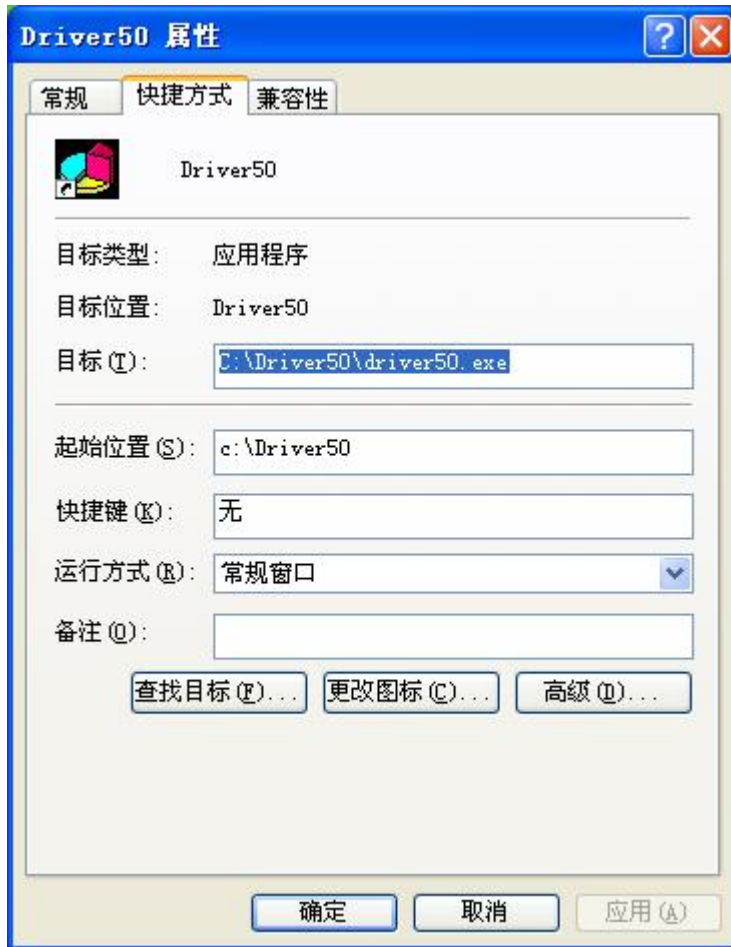 Driver50 属性
常规 快捷方式 兼容性
Driver50
目标类型: 应用程序
目标位置: Driver50
目标(T): C:\Driver50\driver50.exe
起始位置(S): c:\Driver50
快捷键(K): 无
运行方式(R): 常规窗口
备注(O):
查找目标(F)... 更改图标(C)... 高级(D)...
确定 取消 应用(A)